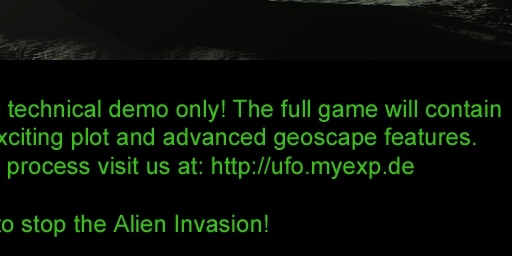 technical demo only! The full game will contain
xciting plot and advanced geoscape features.
process visit us at: http://ufo.myexp.de
to stop the Alien Invasion!